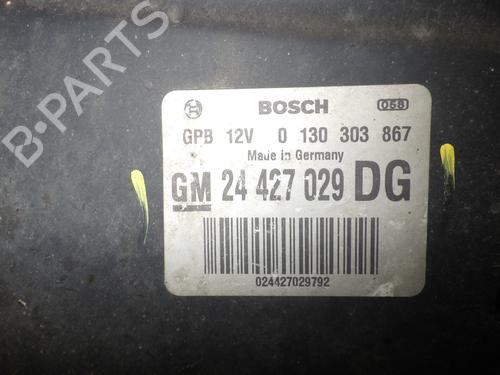 B-PARTS
BOSCH 058
GPB 12V 0 130 303 867
Made in Germany
GM 24 427 029 DG
024427029792